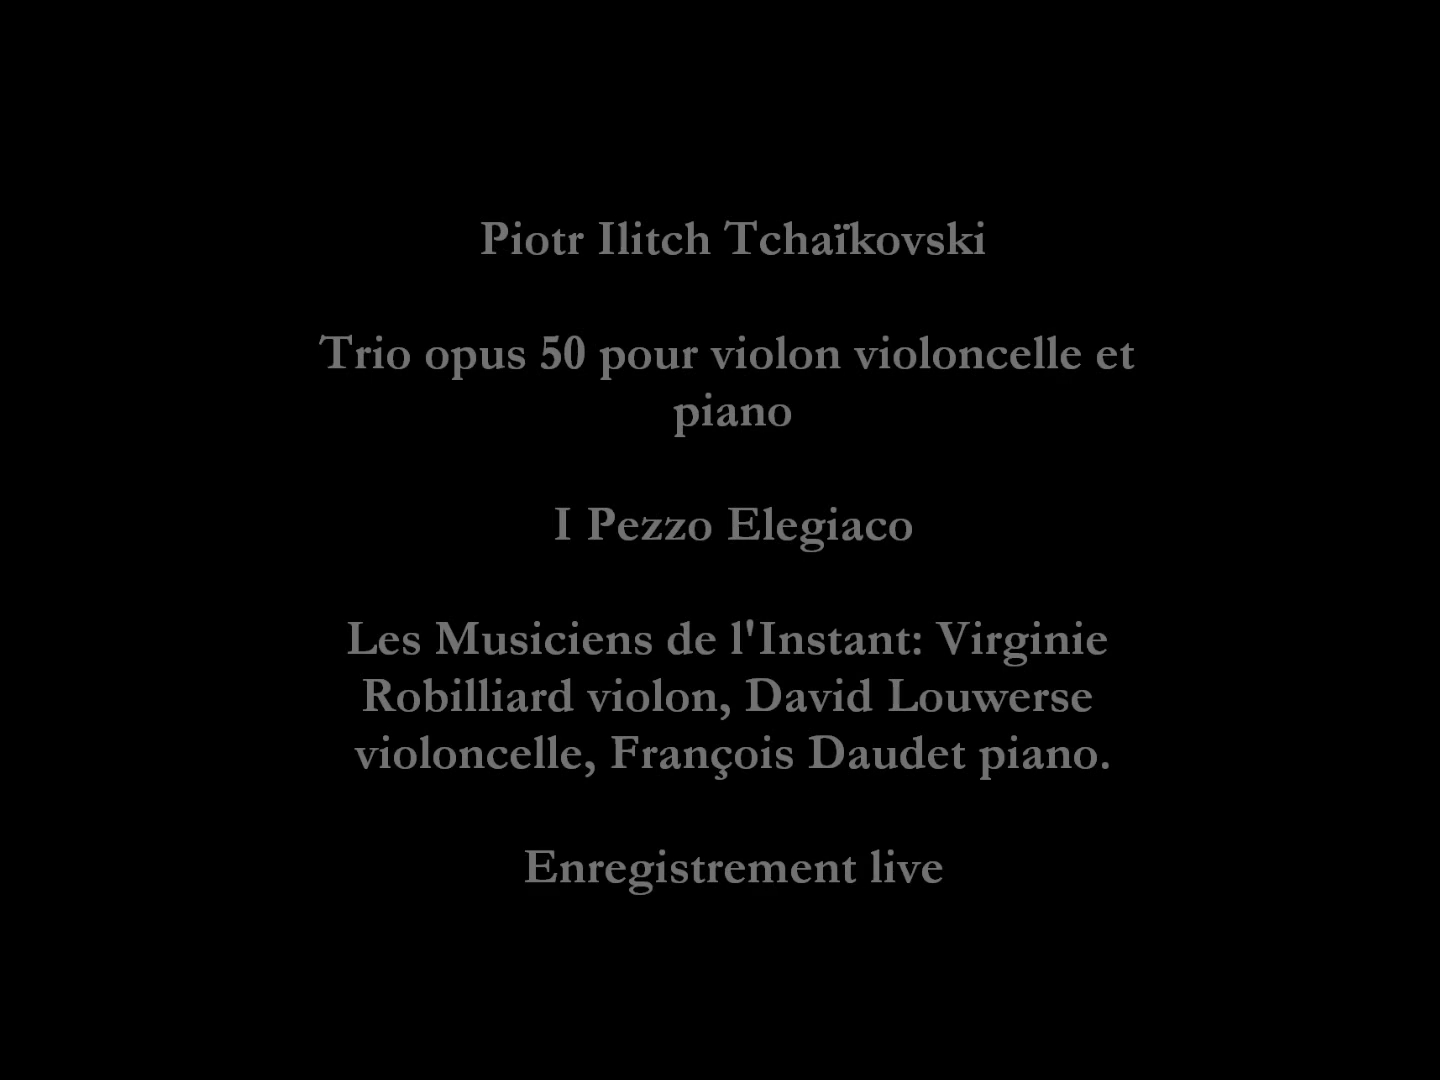 Piotr Ilitch Tchaïkovski
Trio opus 50 pour violon violoncelle et
piano
I Pezzo Elegiaco
Les Musiciens de l'Instant: Virginie
Robilliard violon, David Louwerse
violoncelle, François Daudet piano.
Enregistrement live